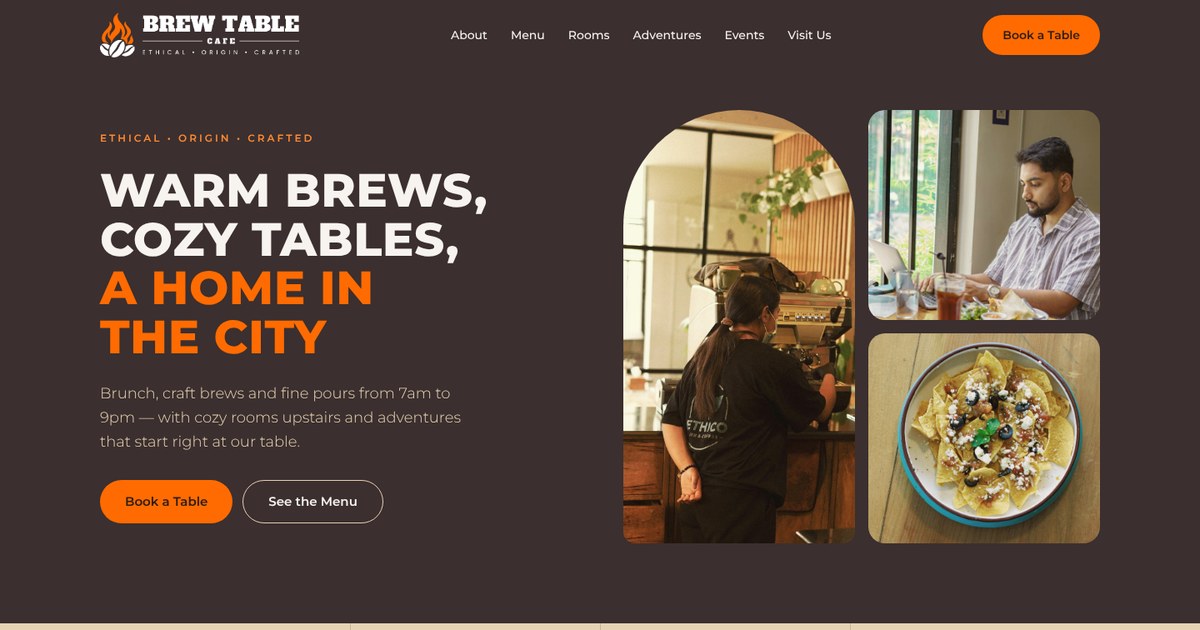 BREW TABLE
CAFE
ETHICAL • ORIGIN • CRAFTED
About Menu Rooms Adventures Events Visit Us
Book a Table
ETHICAL • ORIGIN • CRAFTED
WARM BREWS,
COZY TABLES,
A HOME IN
THE CITY
Brunch, craft brews and fine pours from 7am to
9pm — with cozy rooms upstairs and adventures
that start right at our table.
Book a Table
See the Menu
ETHICO